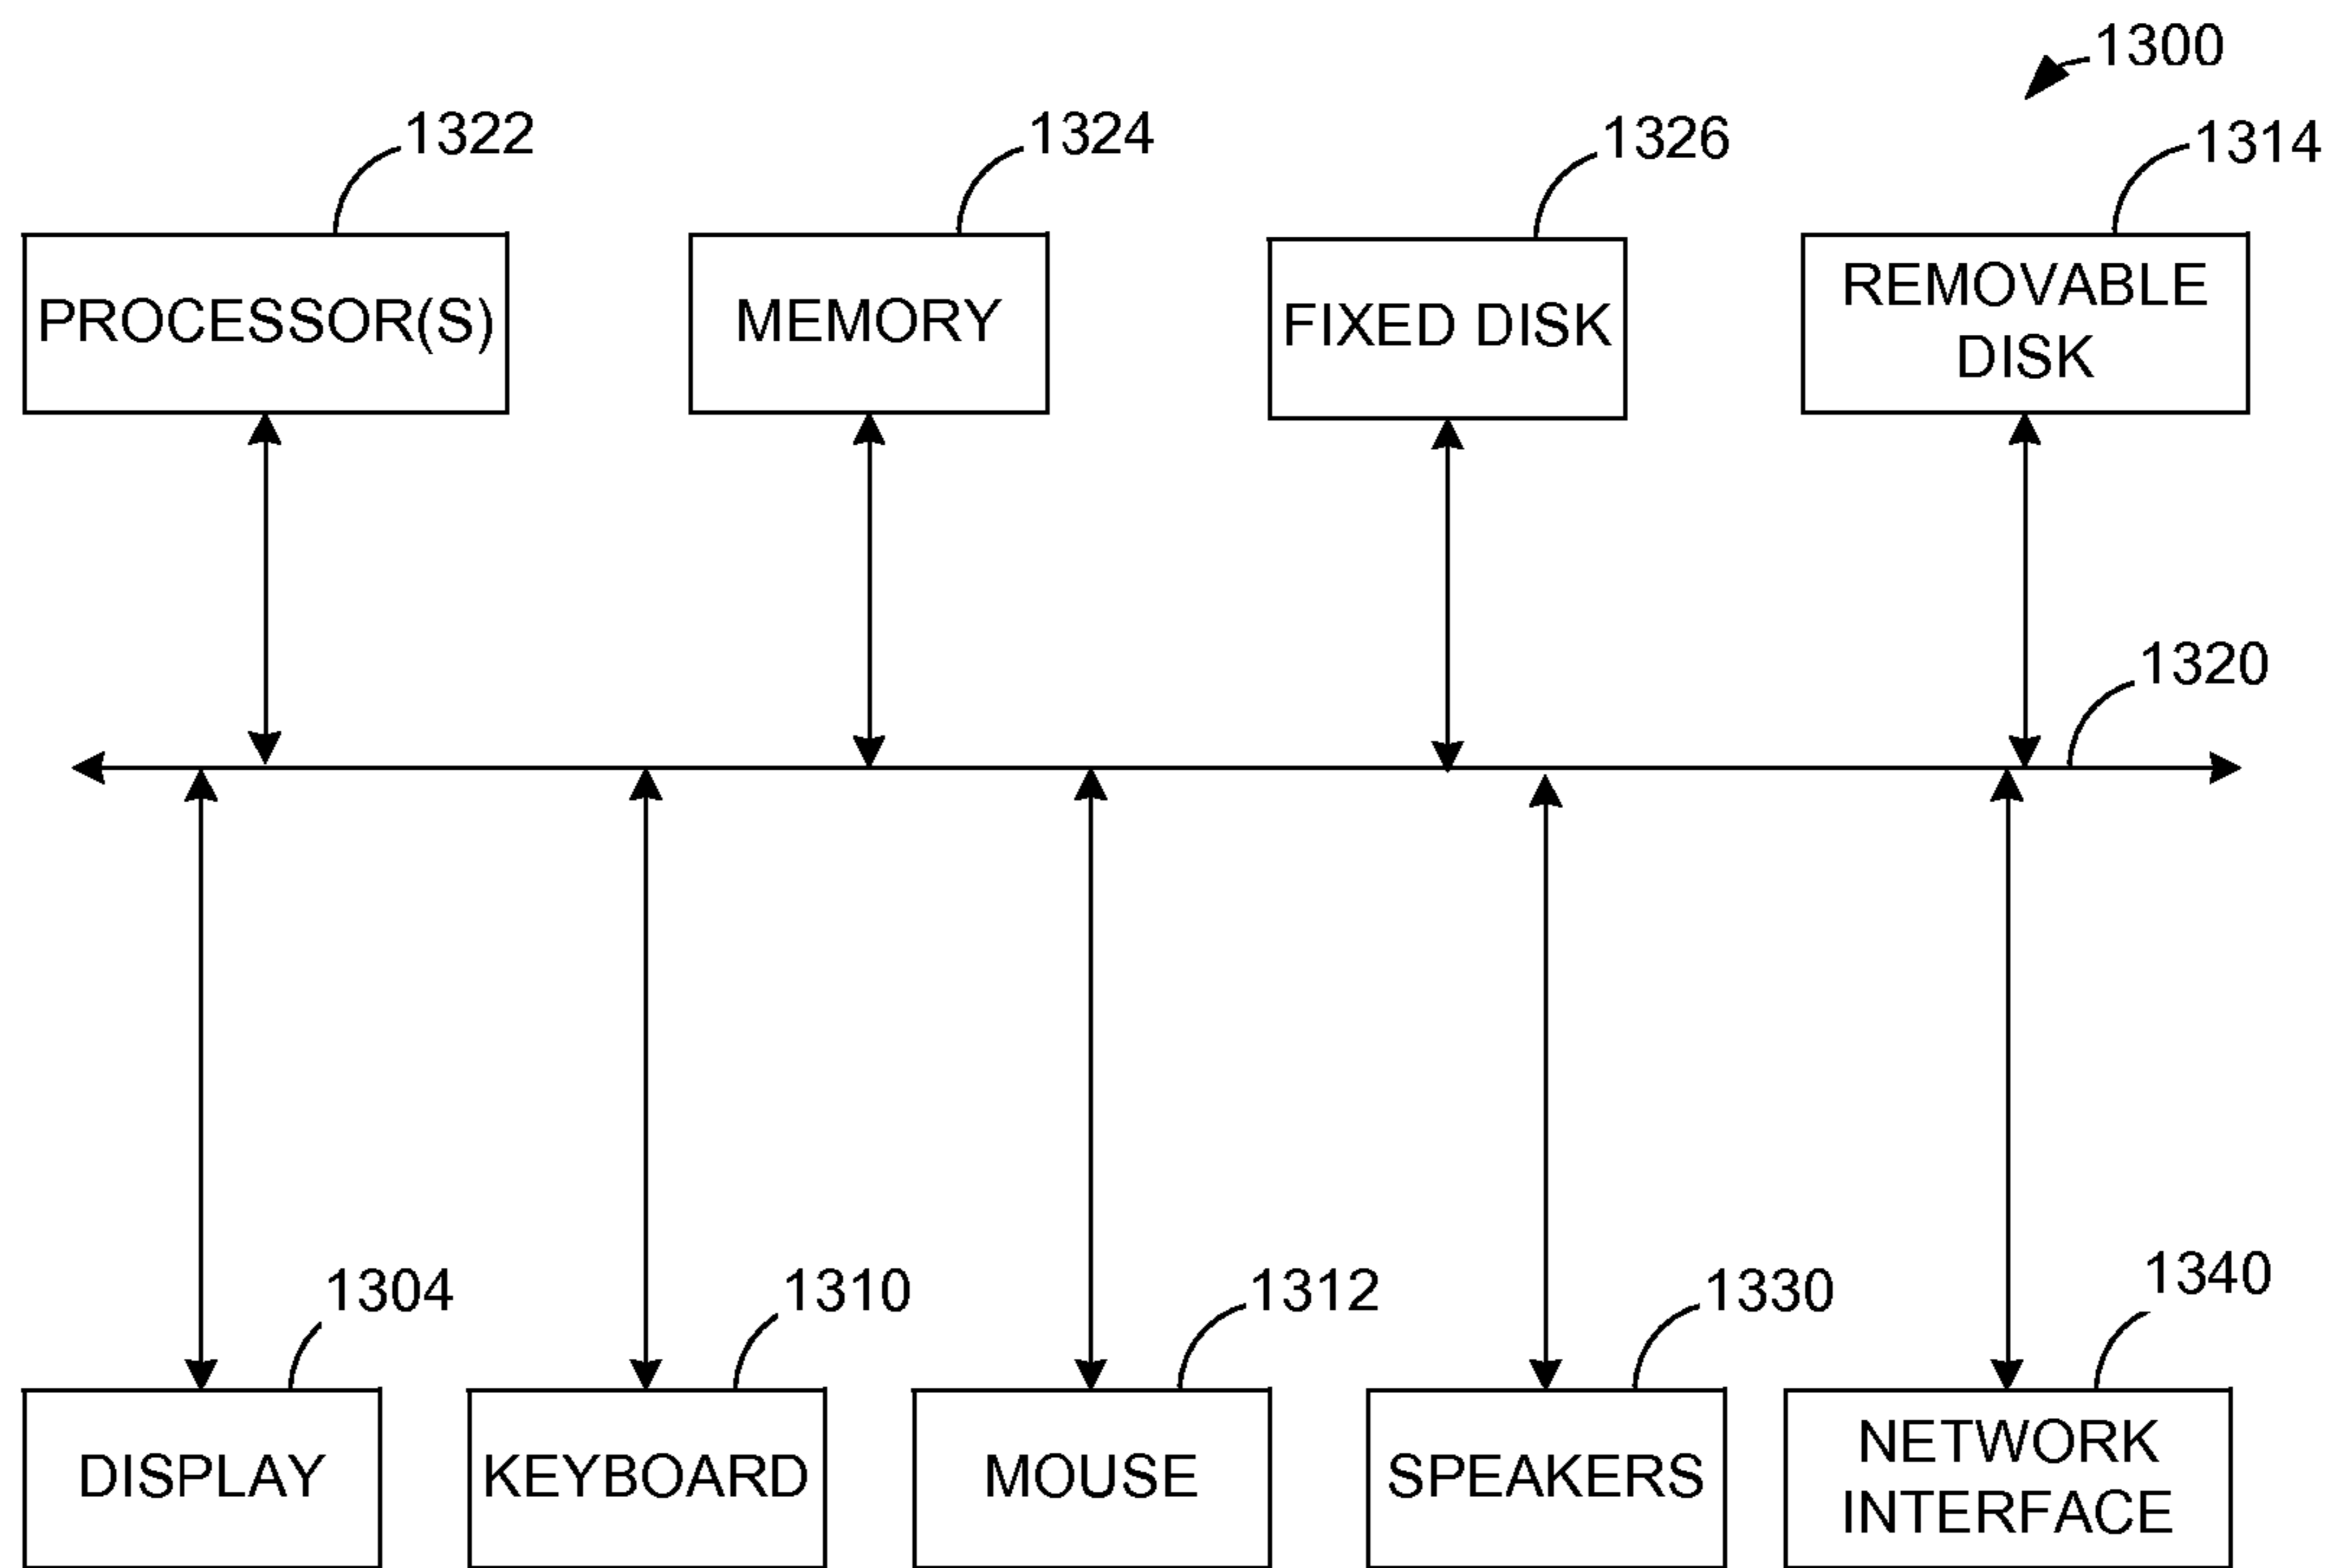 1300
1322
1324
1326
1314
PROCESSOR(S)
MEMORY
FIXED DISK
REMOVABLE
DISK
1320
1304
1310
1312
1330
1340
DISPLAY
KEYBOARD
MOUSE
SPEAKERS
NETWORK
INTERFACE